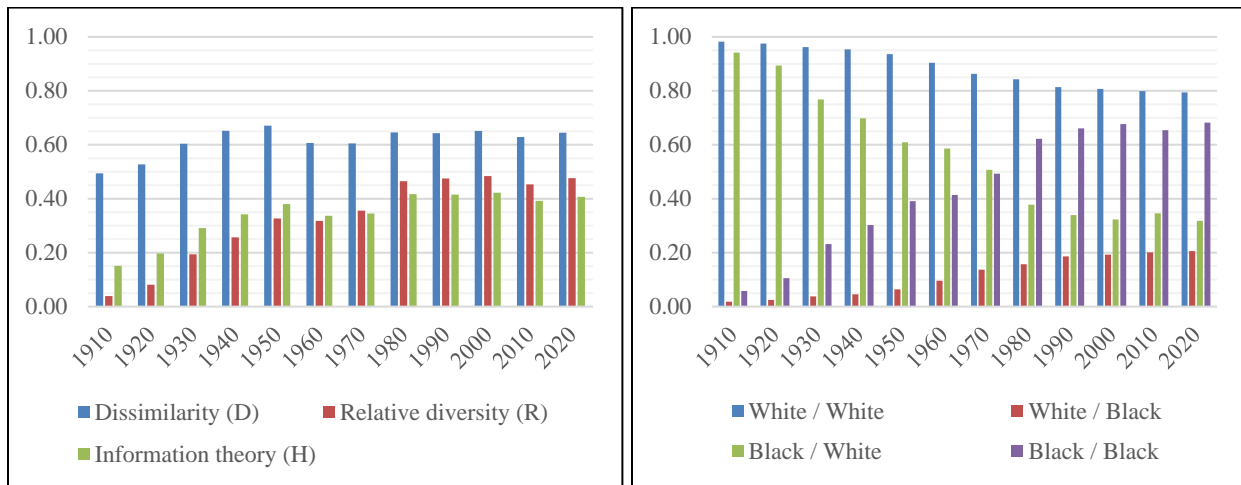 1.00
0.80
0.60
0.40
0.20
0.00
1910 1920 1930 1940 1950 1960 1970 1980 1990 2000 2010 2020
Dissimilarity (D) Relative diversity (R)
Information theory (H)
1.00
0.80
0.60
0.40
0.20
0.00
1910 1920 1930 1940 1950 1960 1970 1980 1990 2000 2010 2020
White / White White / Black
Black / White Black / Black